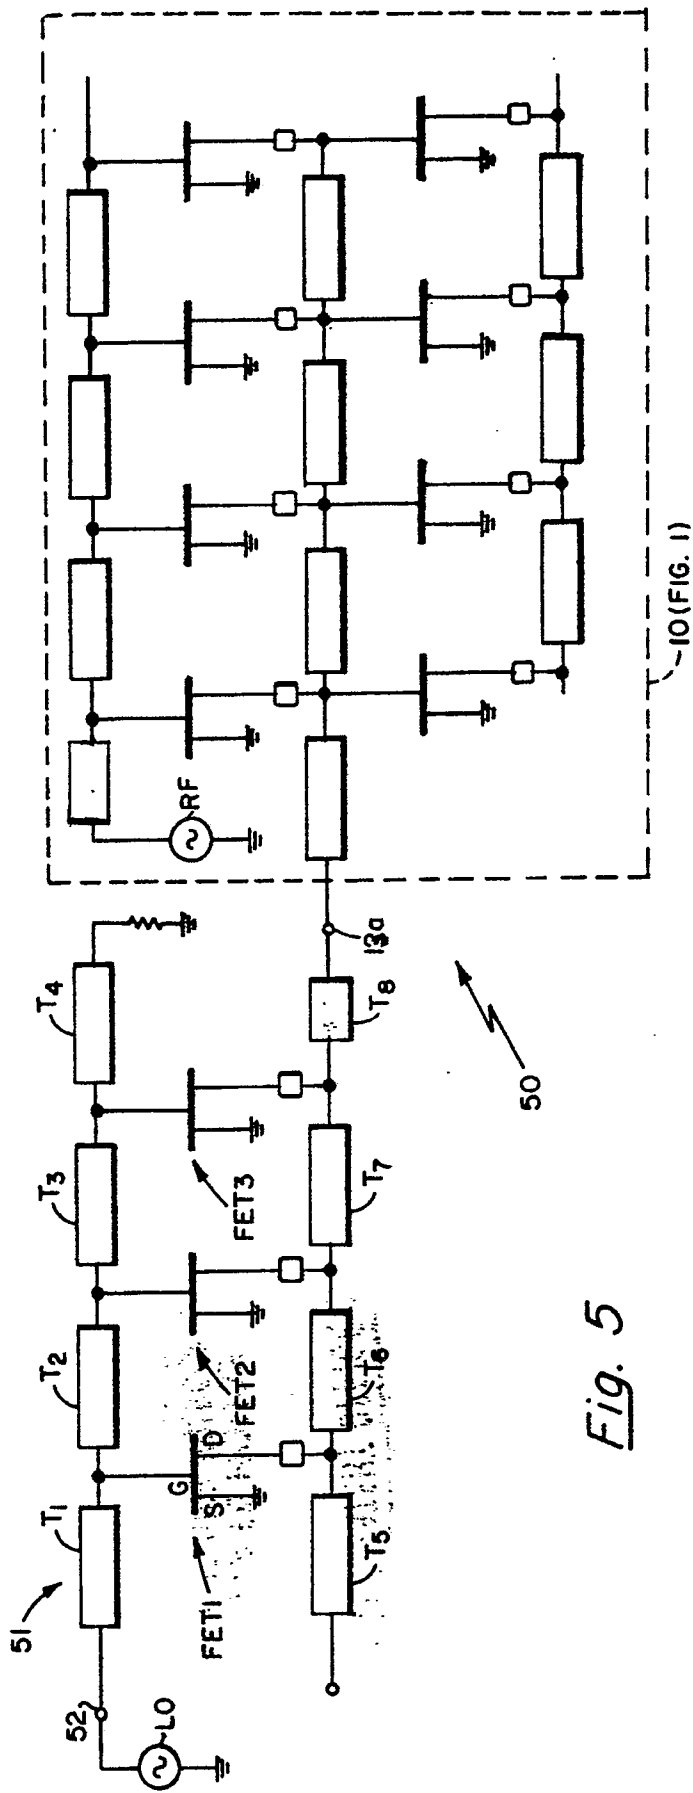 51
52
LO
T1
T2
T3
T4
G
S
D
FET1
FET2
FET3
T5
T6
T7
T8
13a
RF
10 (FIG. 1)
50
Fig. 5